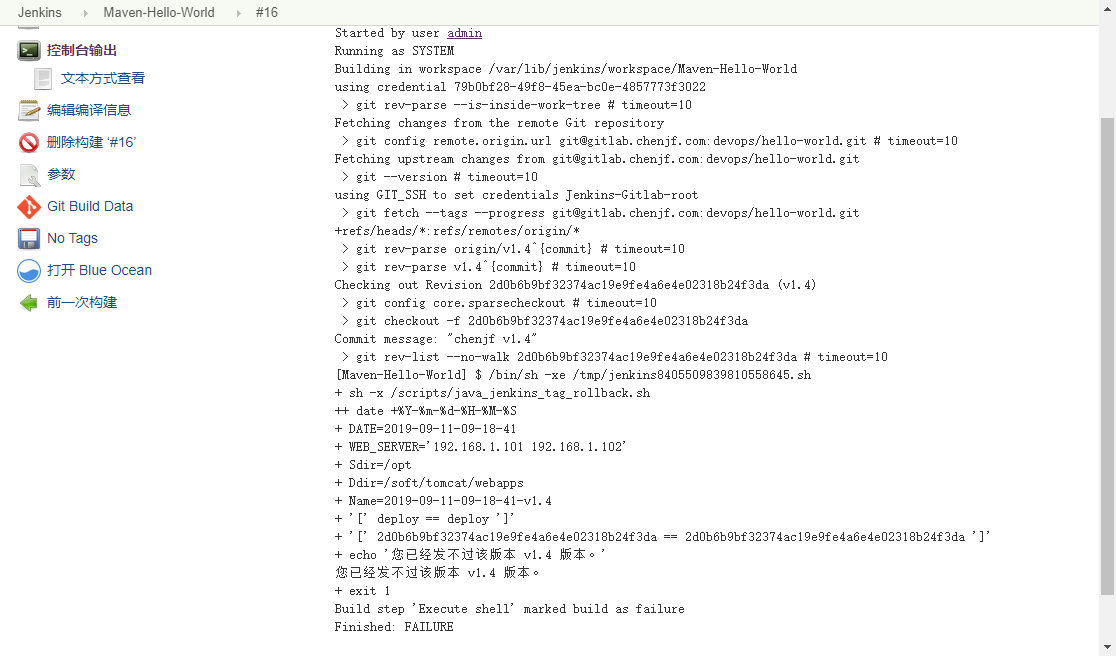 Jenkins
Maven-Hello-World
#16
控制台输出
文本方式查看
编辑编译信息
删除构建 ‘#16’
参数
Git Build Data
No Tags
打开 Blue Ocean
前一次构建
Started by user admin
Running as SYSTEM
Building in workspace /var/lib/jenkins/workspace/Maven-Hello-World
using credential 79b0bf28-49f8-45ea-bc0e-4857773f3022
> git rev-parse --is-inside-work-tree # timeout=10
Fetching changes from the remote Git repository
> git config remote.origin.url git@gitlab.chenjf.com:devops/hello-world.git # timeout=10
Fetching upstream changes from git@gitlab.chenjf.com:devops/hello-world.git
> git --version # timeout=10
using GIT_SSH to set credentials Jenkins-Gitlab-root
> git fetch --tags --progress git@gitlab.chenjf.com:devops/hello-world.git
+refs/heads/*:refs/remotes/origin/*
> git rev-parse origin/v1.4^{commit} # timeout=10
> git rev-parse v1.4^{commit} # timeout=10
Checking out Revision 2d0b6b9bf32374ac19e9fe4a6e4e02318b24f3da (v1.4)
> git config core.sparsecheckout # timeout=10
> git checkout -f 2d0b6b9bf32374ac19e9fe4a6e4e02318b24f3da
Commit message: "chenjf v1.4"
> git rev-list --no-walk 2d0b6b9bf32374ac19e9fe4a6e4e02318b24f3da # timeout=10
[Maven-Hello-World] $ /bin/sh -xe /tmp/jenkins8405509839810558645.sh
+ sh -x /scripts/java_jenkins_tag_rollback.sh
++ date +%Y-%m-%d-%H-%M-%S
+ DATE=2019-09-11-09-18-41
+ WEB_SERVER='192.168.1.101 192.168.1.102'
+ Sdir=/opt
+ Ddir=/soft/tomcat/webapps
+ Name=2019-09-11-09-18-41-v1.4
+ '[' deploy == deploy ']'
+ '[' 2d0b6b9bf32374ac19e9fe4a6e4e02318b24f3da == 2d0b6b9bf32374ac19e9fe4a6e4e02318b24f3da ']'
+ echo '您已经发不过该版本 v1.4 版本。'
您已经发不过该版本 v1.4 版本。
+ exit 1
Build step 'Execute shell' marked build as failure
Finished: FAILURE